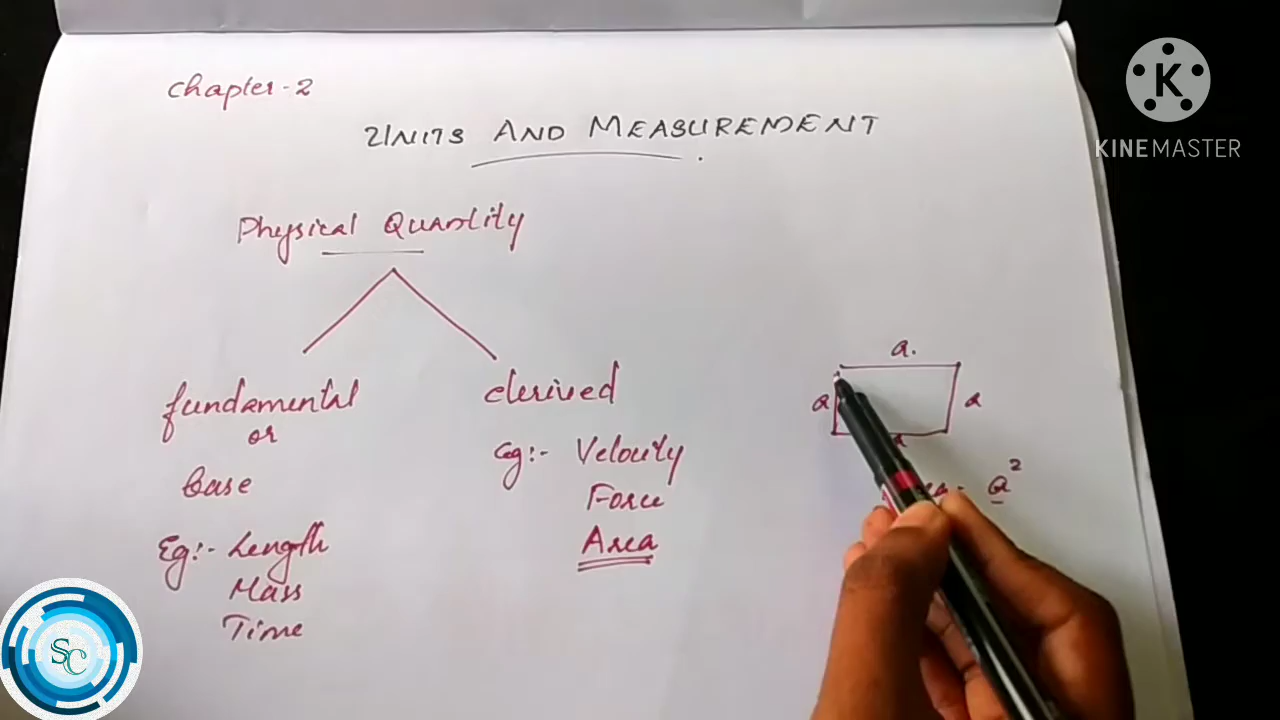 Chapter-2
UNITS AND MEASUREMENT
Physical Quantity
fundamental
or
base
Eg:- Length
Mass
Time
derived
Eg:- Velocity
Force
Area
a.
a
a
a
a²
KINEMASTER
SC